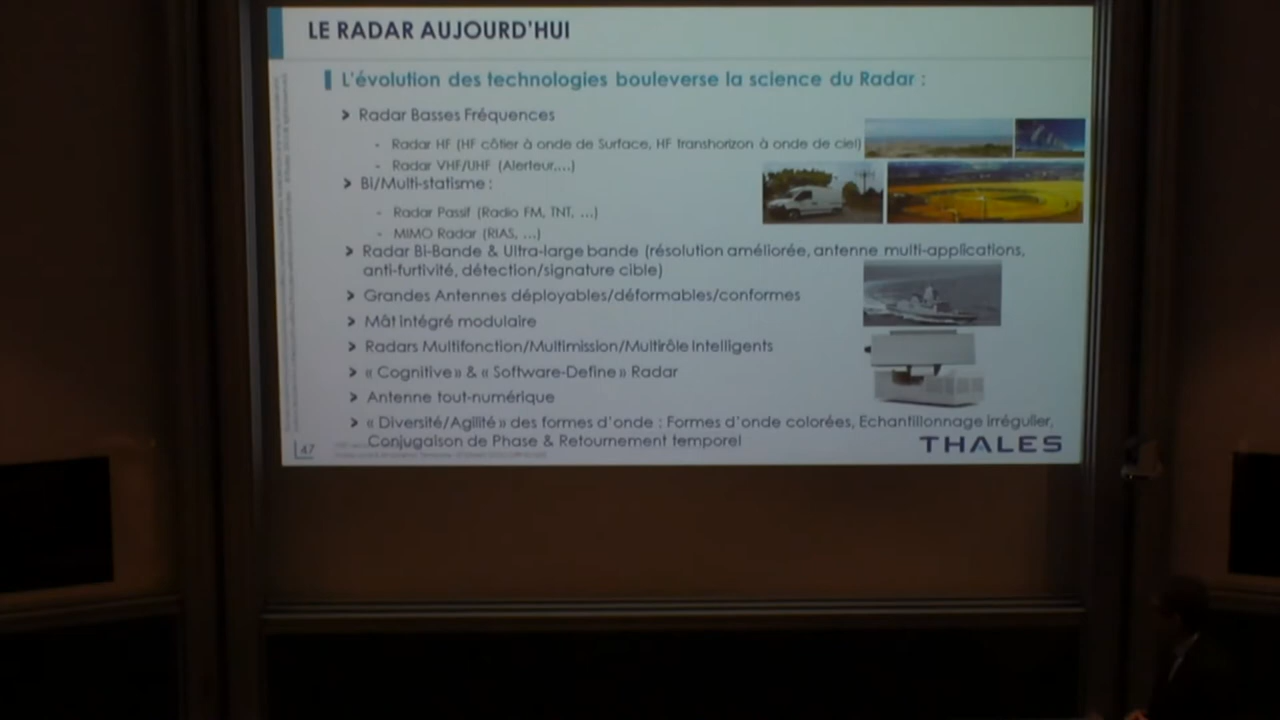 LE RADAR AUJOURD'HUI
L'évolution des technologies bouleverse la science du Radar :
> Radar Basses Fréquences
- Radar HF (HF côtier à onde de Surface, HF transhorizon à onde de ciel)
- Radar VHF/UHF (Alerteur,...)
> Bi/Multi-statisme :
- Radar Passif (Radio FM, TNT, ...)
- MIMO Radar (RIAS, ...)
> Radar Bi-Bande & Ultra-large bande (résolution améliorée, antenne multi-applications,
anti-furtivité, détection/signature cible)
> Grandes Antennes déployables/déformables/conformes
> Mât intégré modulaire
> Radars Multifonction/Multimission/Multirôle Intelligents
> « Cognitive » & « Software-Define » Radar
> Antenne tout-numérique
> « Diversité/Agilité » des formes d'onde : Formes d'onde colorées, Echantillonnage irrégulier,
Conjugaison de Phase & Retournement temporel
47
THALES